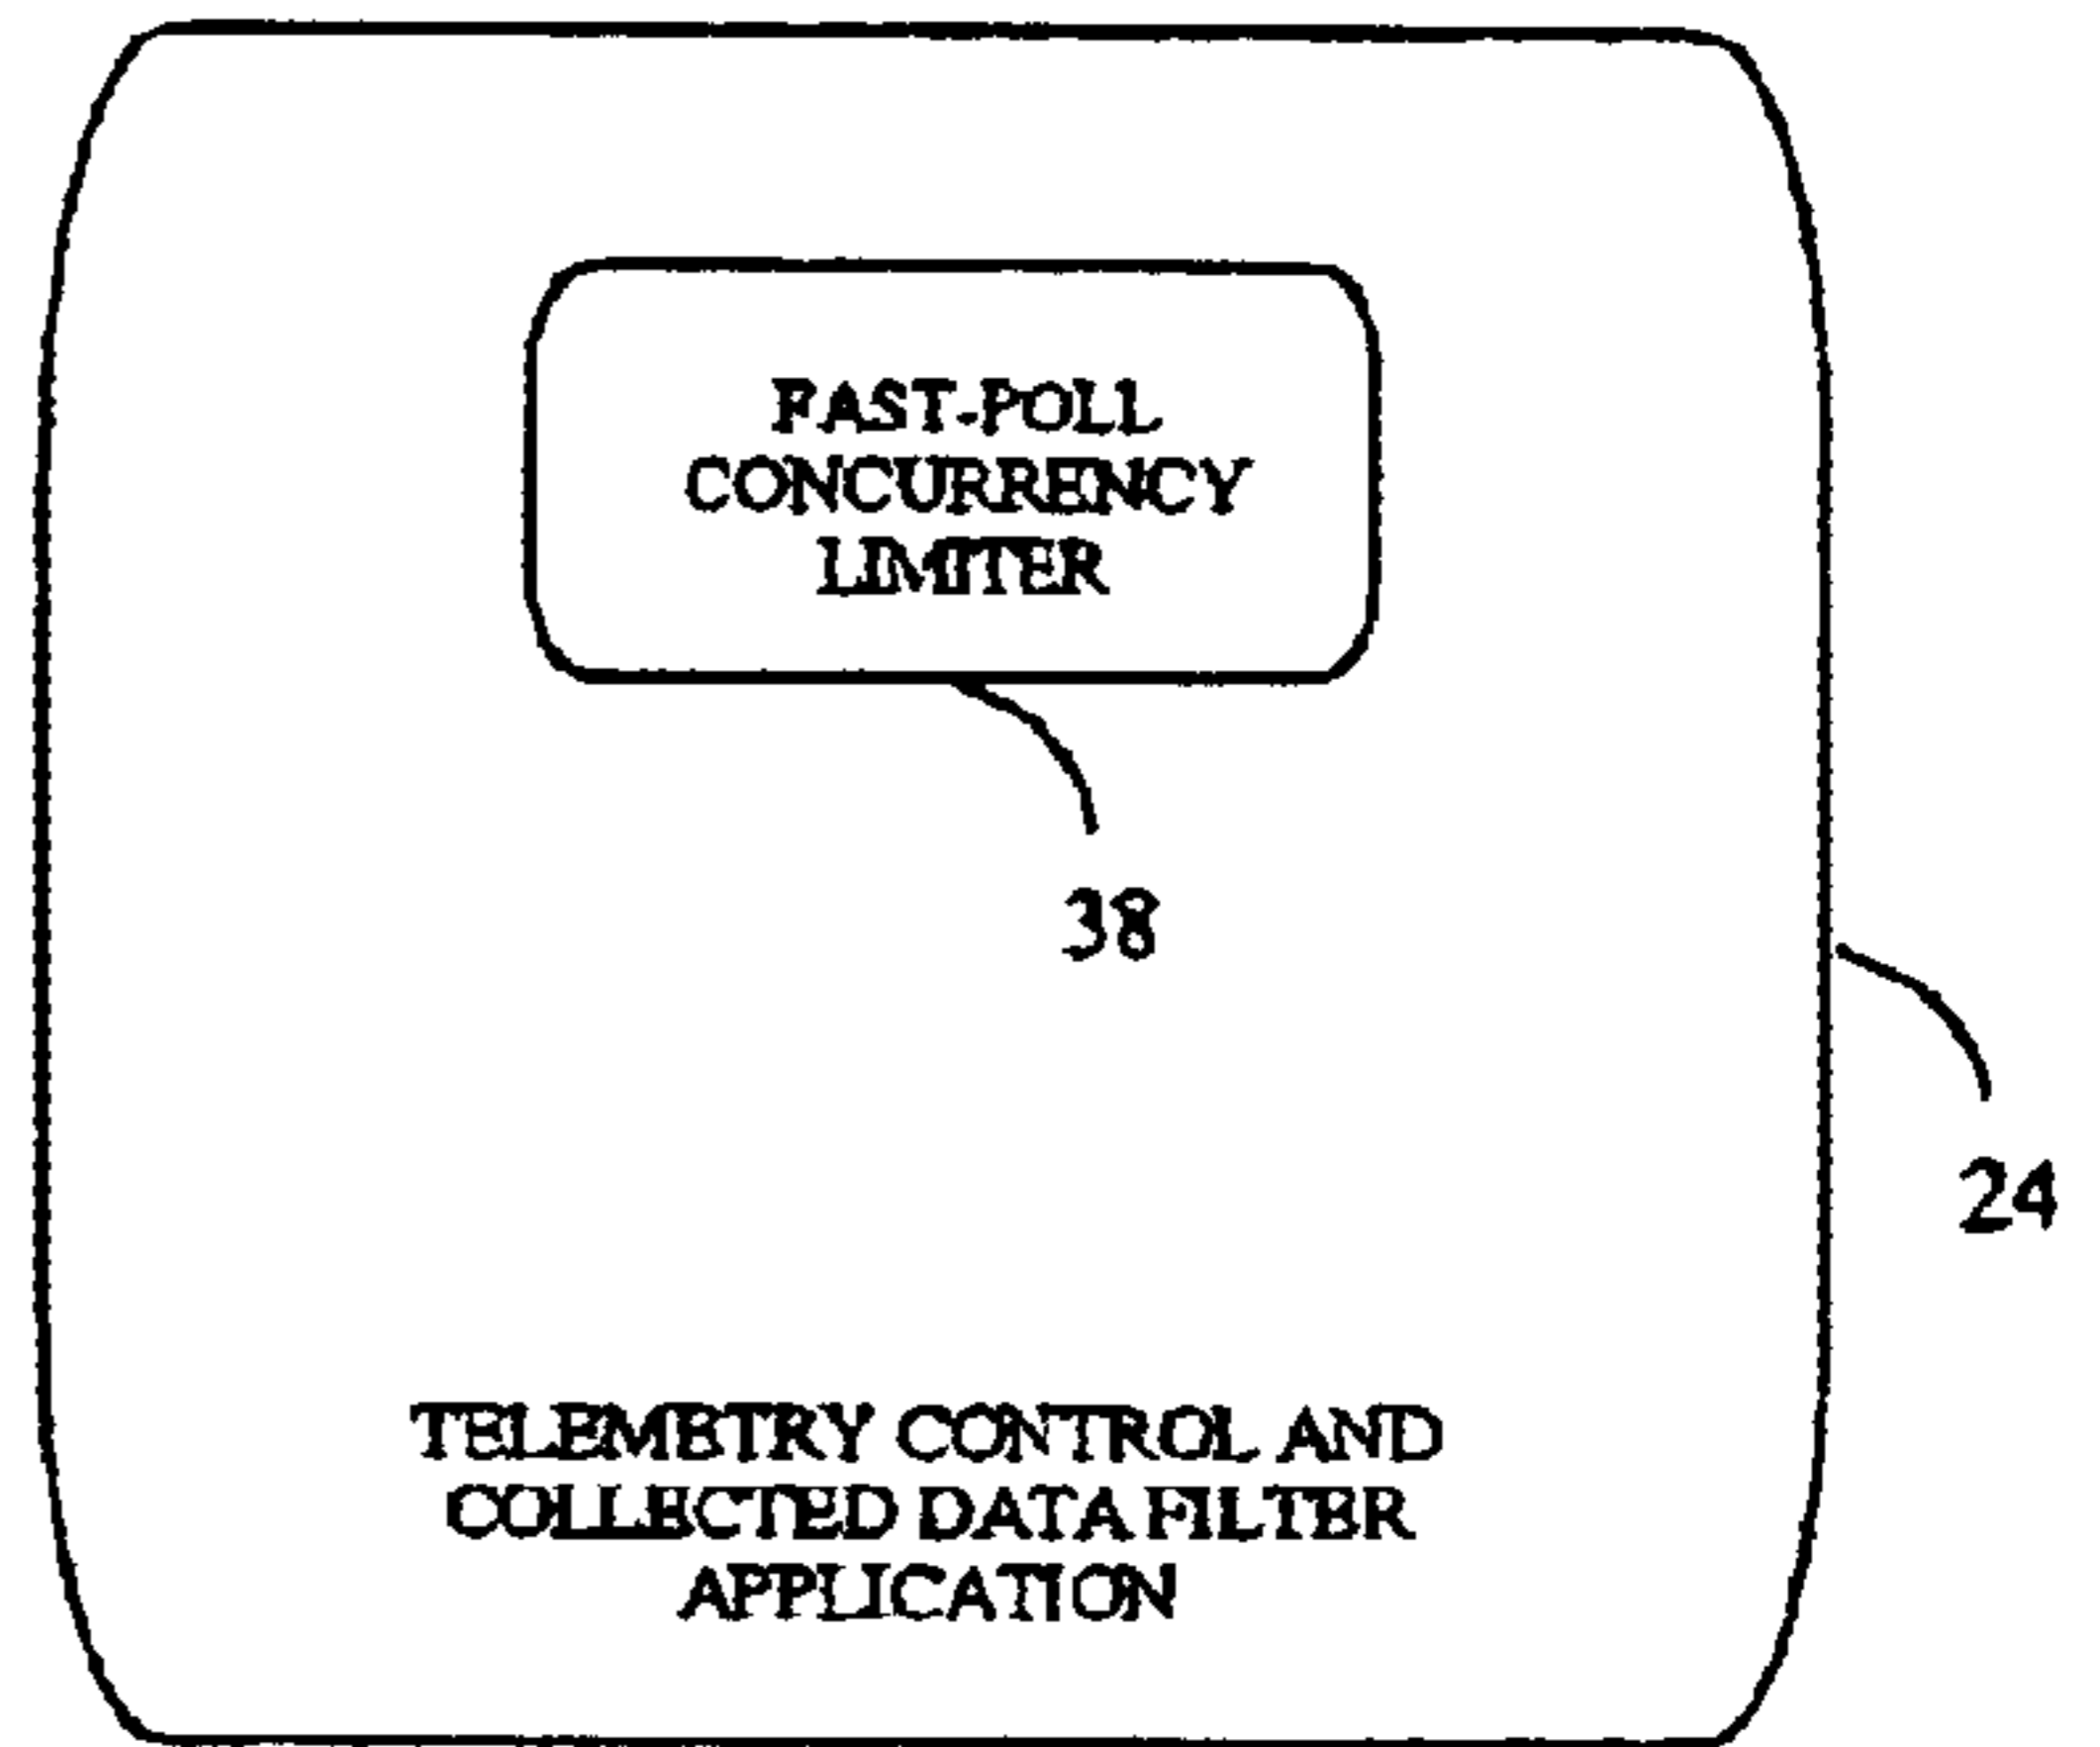 FAST-POLL
CONCURRENCY
LIMITER
38
24
TELEMETRY CONTROL AND
COLLECTED DATA FILTER
APPLICATION